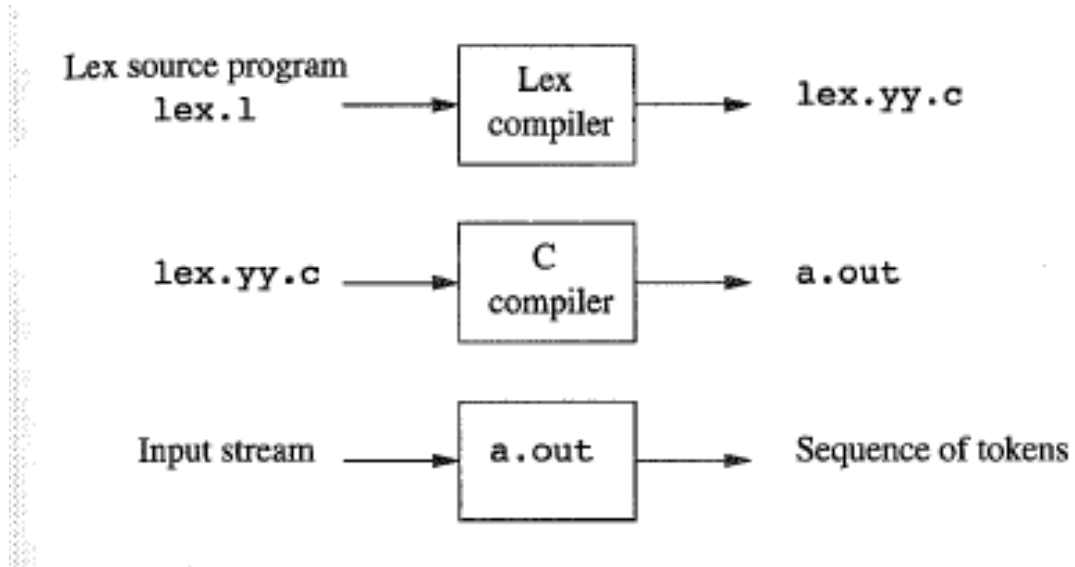 Lex source program
lex.l
Lex
compiler
lex.yy.c
lex.yy.c
C
compiler
a.out
Input stream
a.out
Sequence of tokens